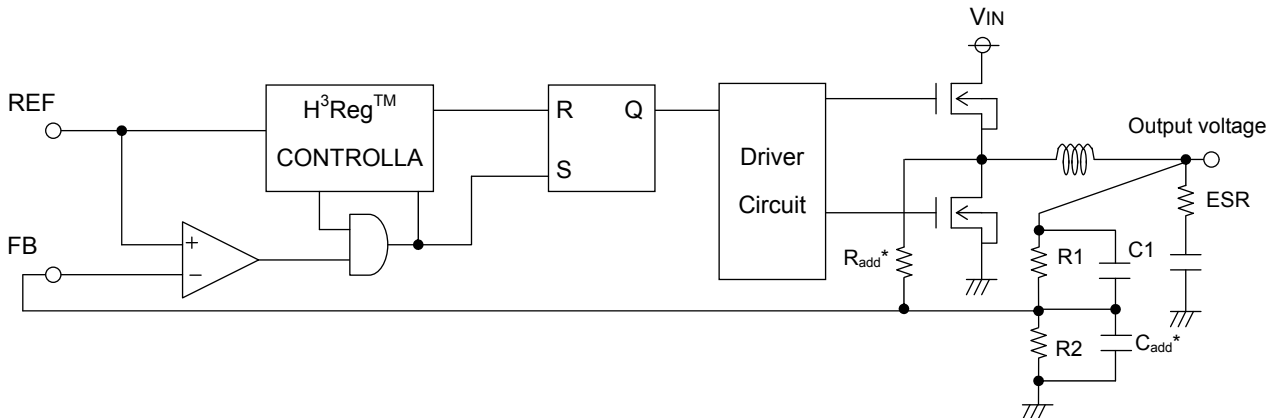 VIN
REF
H³Reg™
CONTROLLA
R
Q
S
Driver
Circuit
Output voltage
ESR
FB
+
−
Radd*
R1
C1
R2
Cadd*